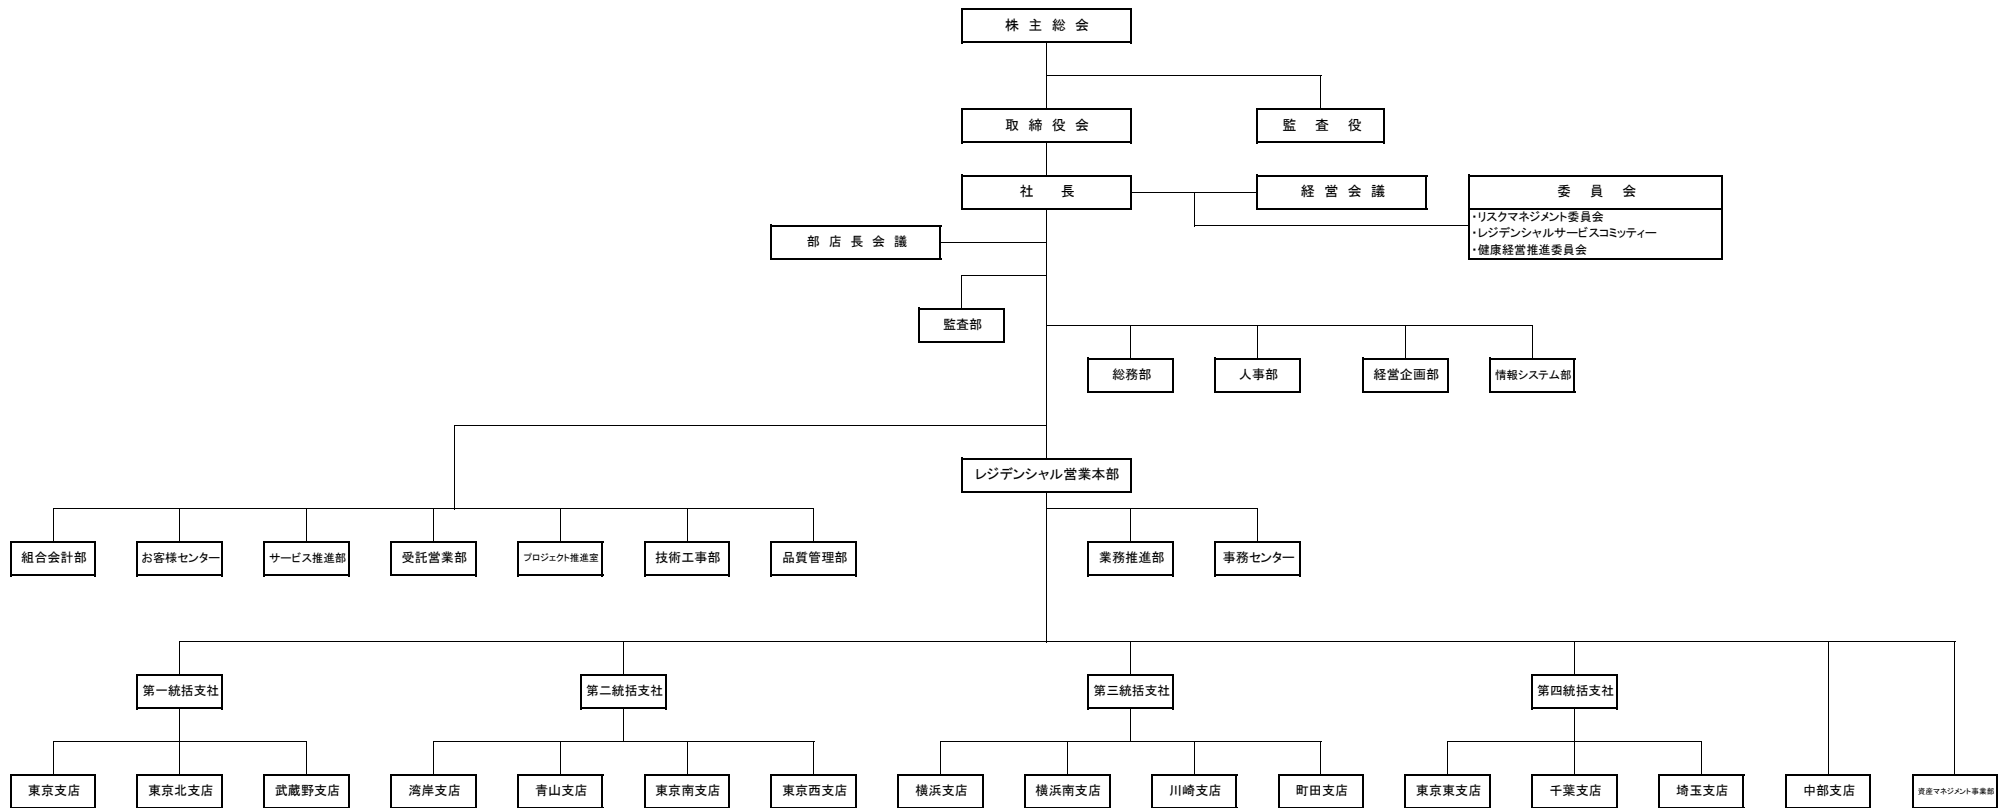 株 主 総 会
取 締 役 会
監 査 役
社 長
経 営 会 議
委 員 会
・リスクマネジメント委員会
・レジデンシャルサービスコミッティー
・健康経営推進委員会
部 店 長 会 議
監査部
総務部
人事部
経営企画部
情報システム部
レジデンシャル営業本部
組合会計部
お客様センター
サービス推進部
受託営業部
プロジェクト推進室
技術工事部
品質管理部
業務推進部
事務センター
第一統括支社
第二統括支社
第三統括支社
第四統括支社
東京支店
東京北支店
武蔵野支店
湾岸支店
青山支店
東京南支店
東京西支店
横浜支店
横浜南支店
川崎支店
町田支店
東京東支店
千葉支店
埼玉支店
中部支店
資産マネジメント事業部